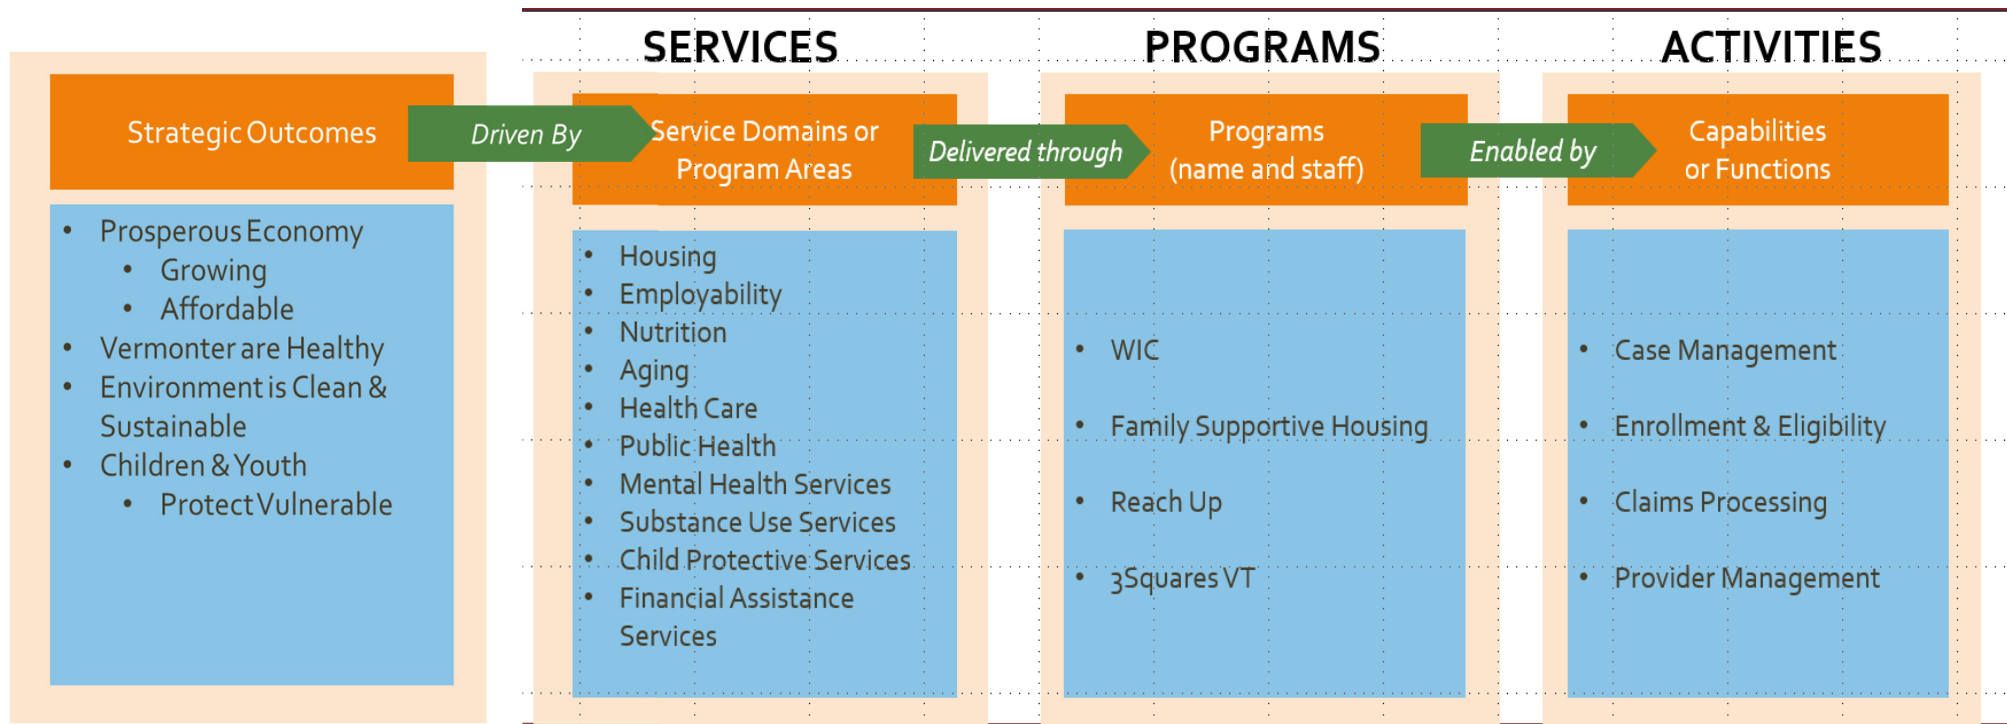 SERVICES
PROGRAMS
ACTIVITIES
Strategic Outcomes
Driven By
Service Domains or
Program Areas
Delivered through
Programs
(name and staff)
Enabled by
Capabilities
or Functions
• Prosperous Economy
• Growing
• Affordable
• Vermonter are Healthy
• Environment is Clean &
Sustainable
• Children & Youth
• Protect Vulnerable
• Housing
• Employability
• Nutrition
• Aging
• Health Care
• Public Health
• Mental Health Services
• Substance Use Services
• Child Protective Services
• Financial Assistance
Services
• WIC
• Family Supportive Housing
• Reach Up
• 3Squares VT
• Case Management
• Enrollment & Eligibility
• Claims Processing
• Provider Management